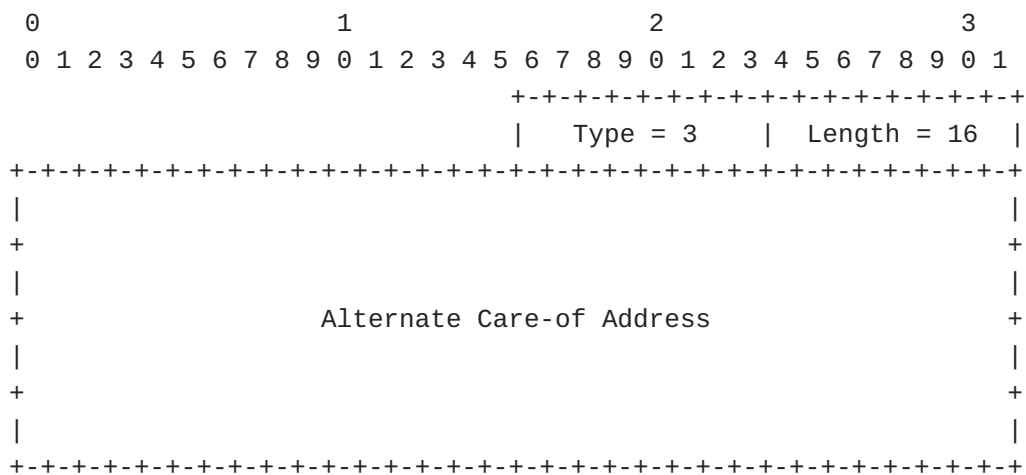 0                   1                   2                   3
 0 1 2 3 4 5 6 7 8 9 0 1 2 3 4 5 6 7 8 9 0 1 2 3 4 5 6 7 8 9 0 1
                                +-+-+-+-+-+-+-+-+-+-+-+-+-+-+-+-+
                                |   Type = 3    |  Length = 16  |
+-+-+-+-+-+-+-+-+-+-+-+-+-+-+-+-+-+-+-+-+-+-+-+-+-+-+-+-+-+-+-+-+
|                                                               |
+                                                               +
|                                                               |
+                   Alternate Care-of Address                   +
|                                                               |
+                                                               +
|                                                               |
+-+-+-+-+-+-+-+-+-+-+-+-+-+-+-+-+-+-+-+-+-+-+-+-+-+-+-+-+-+-+-+-+